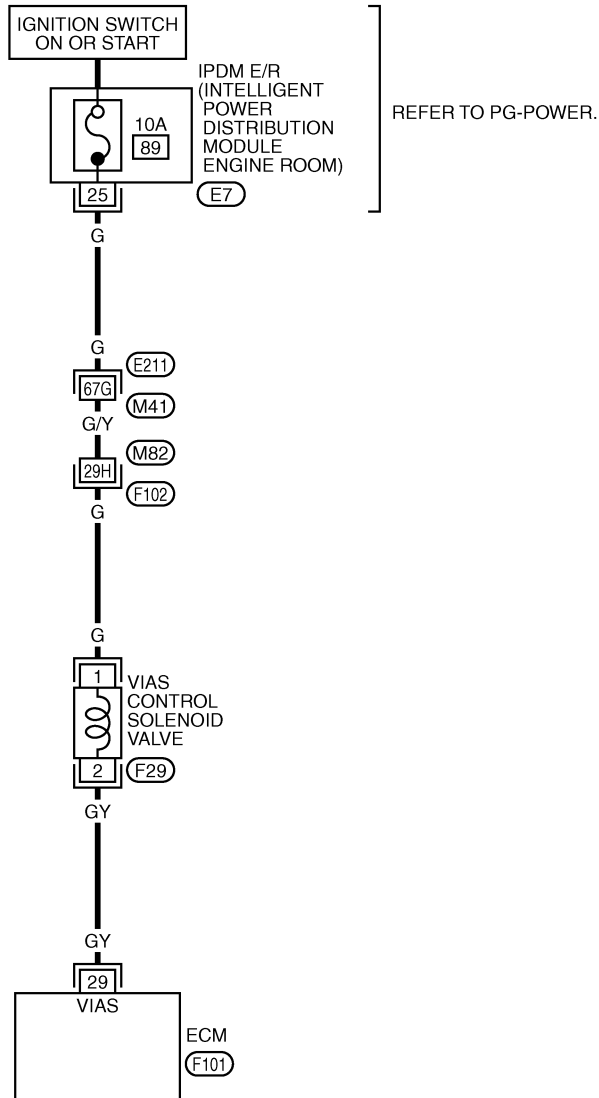 IGNITION SWITCH
ON OR START
IPDM E/R
(INTELLIGENT
POWER
DISTRIBUTION
MODULE
ENGINE ROOM)
REFER TO PG-POWER.
10A
89
25
E7
G
G
E211
67G
M41
G/Y
M82
29H
F102
G
G
1
VIAS
CONTROL
SOLENOID
VALVE
2
F29
GY
GY
29
VIAS
ECM
F101